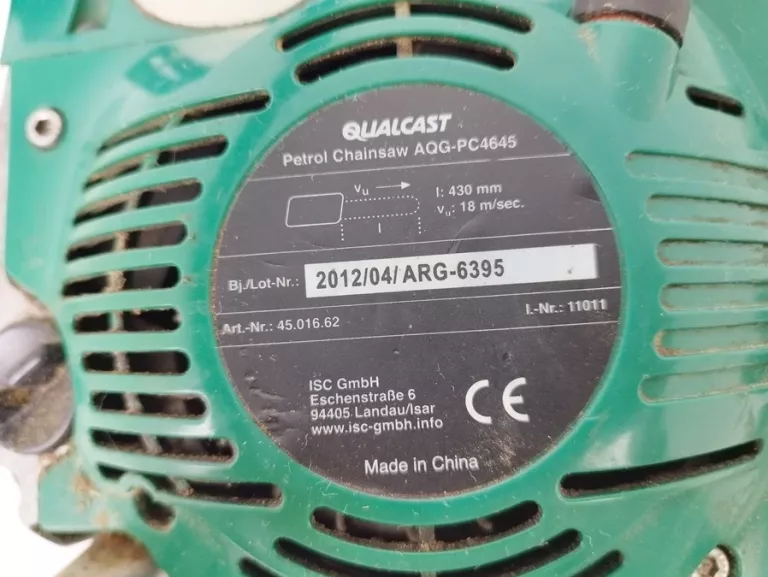 QUALCAST
Petrol Chainsaw AQG-PC4645
vu
l: 430 mm
vu: 18 m/sec.
l
Bj./Lot-Nr.: 2012/04/ARG-6395
Art.-Nr.: 45.016.62 I.-Nr.: 11011
ISC GmbH
Eschenstraße 6
94405 Landau/Isar
www.isc-gmbh.info
CE
Made in China